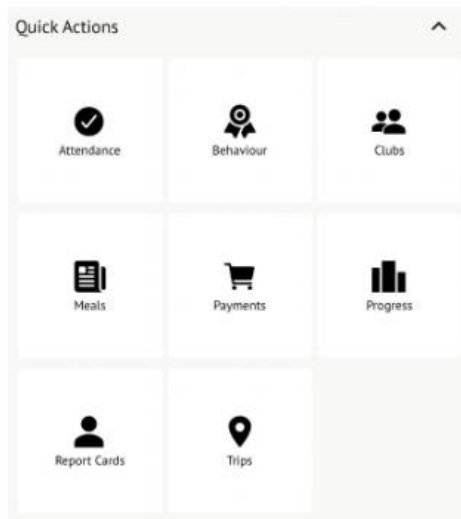 Quick Actions
Attendance
Behaviour
Clubs
Meals
Payments
Progress
Report Cards
Trips